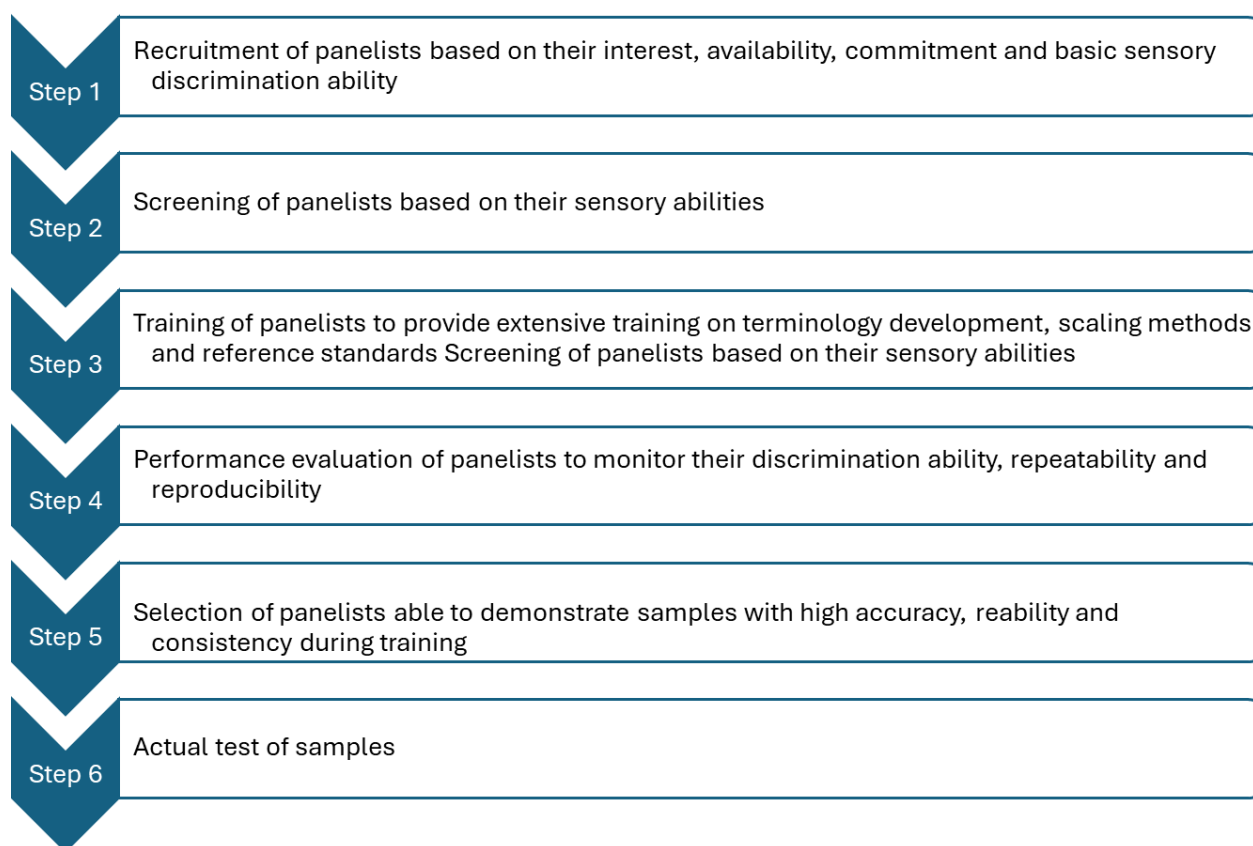 Step 1
Recruitment of panelists based on their interest, availability, commitment and basic sensory
discrimination ability
Step 2
Screening of panelists based on their sensory abilities
Step 3
Training of panelists to provide extensive training on terminology development, scaling methods
and reference standards Screening of panelists based on their sensory abilities
Step 4
Performance evaluation of panelists to monitor their discrimination ability, repeatability and
reproducibility
Step 5
Selection of panelists able to demonstrate samples with high accuracy, reability and
consistency during training
Step 6
Actual test of samples